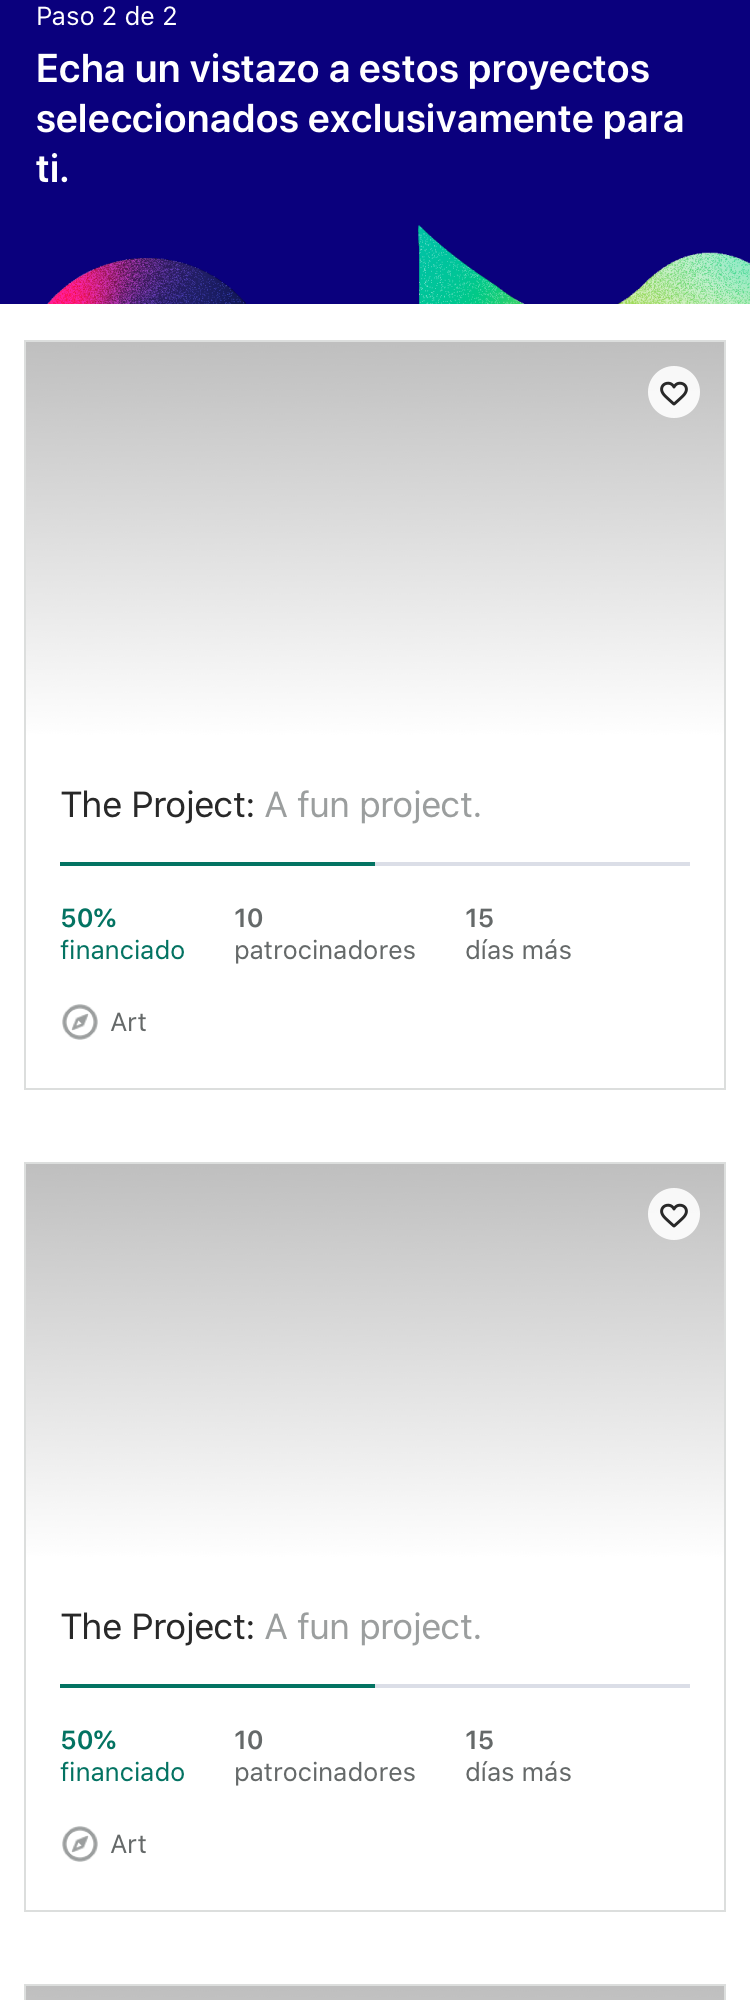 Paso 2 de 2
Echa un vistazo a estos proyectos
seleccionados exclusivamente para
ti.
The Project: A fun project.
50%
financiado
10
patrocinadores
15
días más
Art
The Project: A fun project.
50%
financiado
10
patrocinadores
15
días más
Art